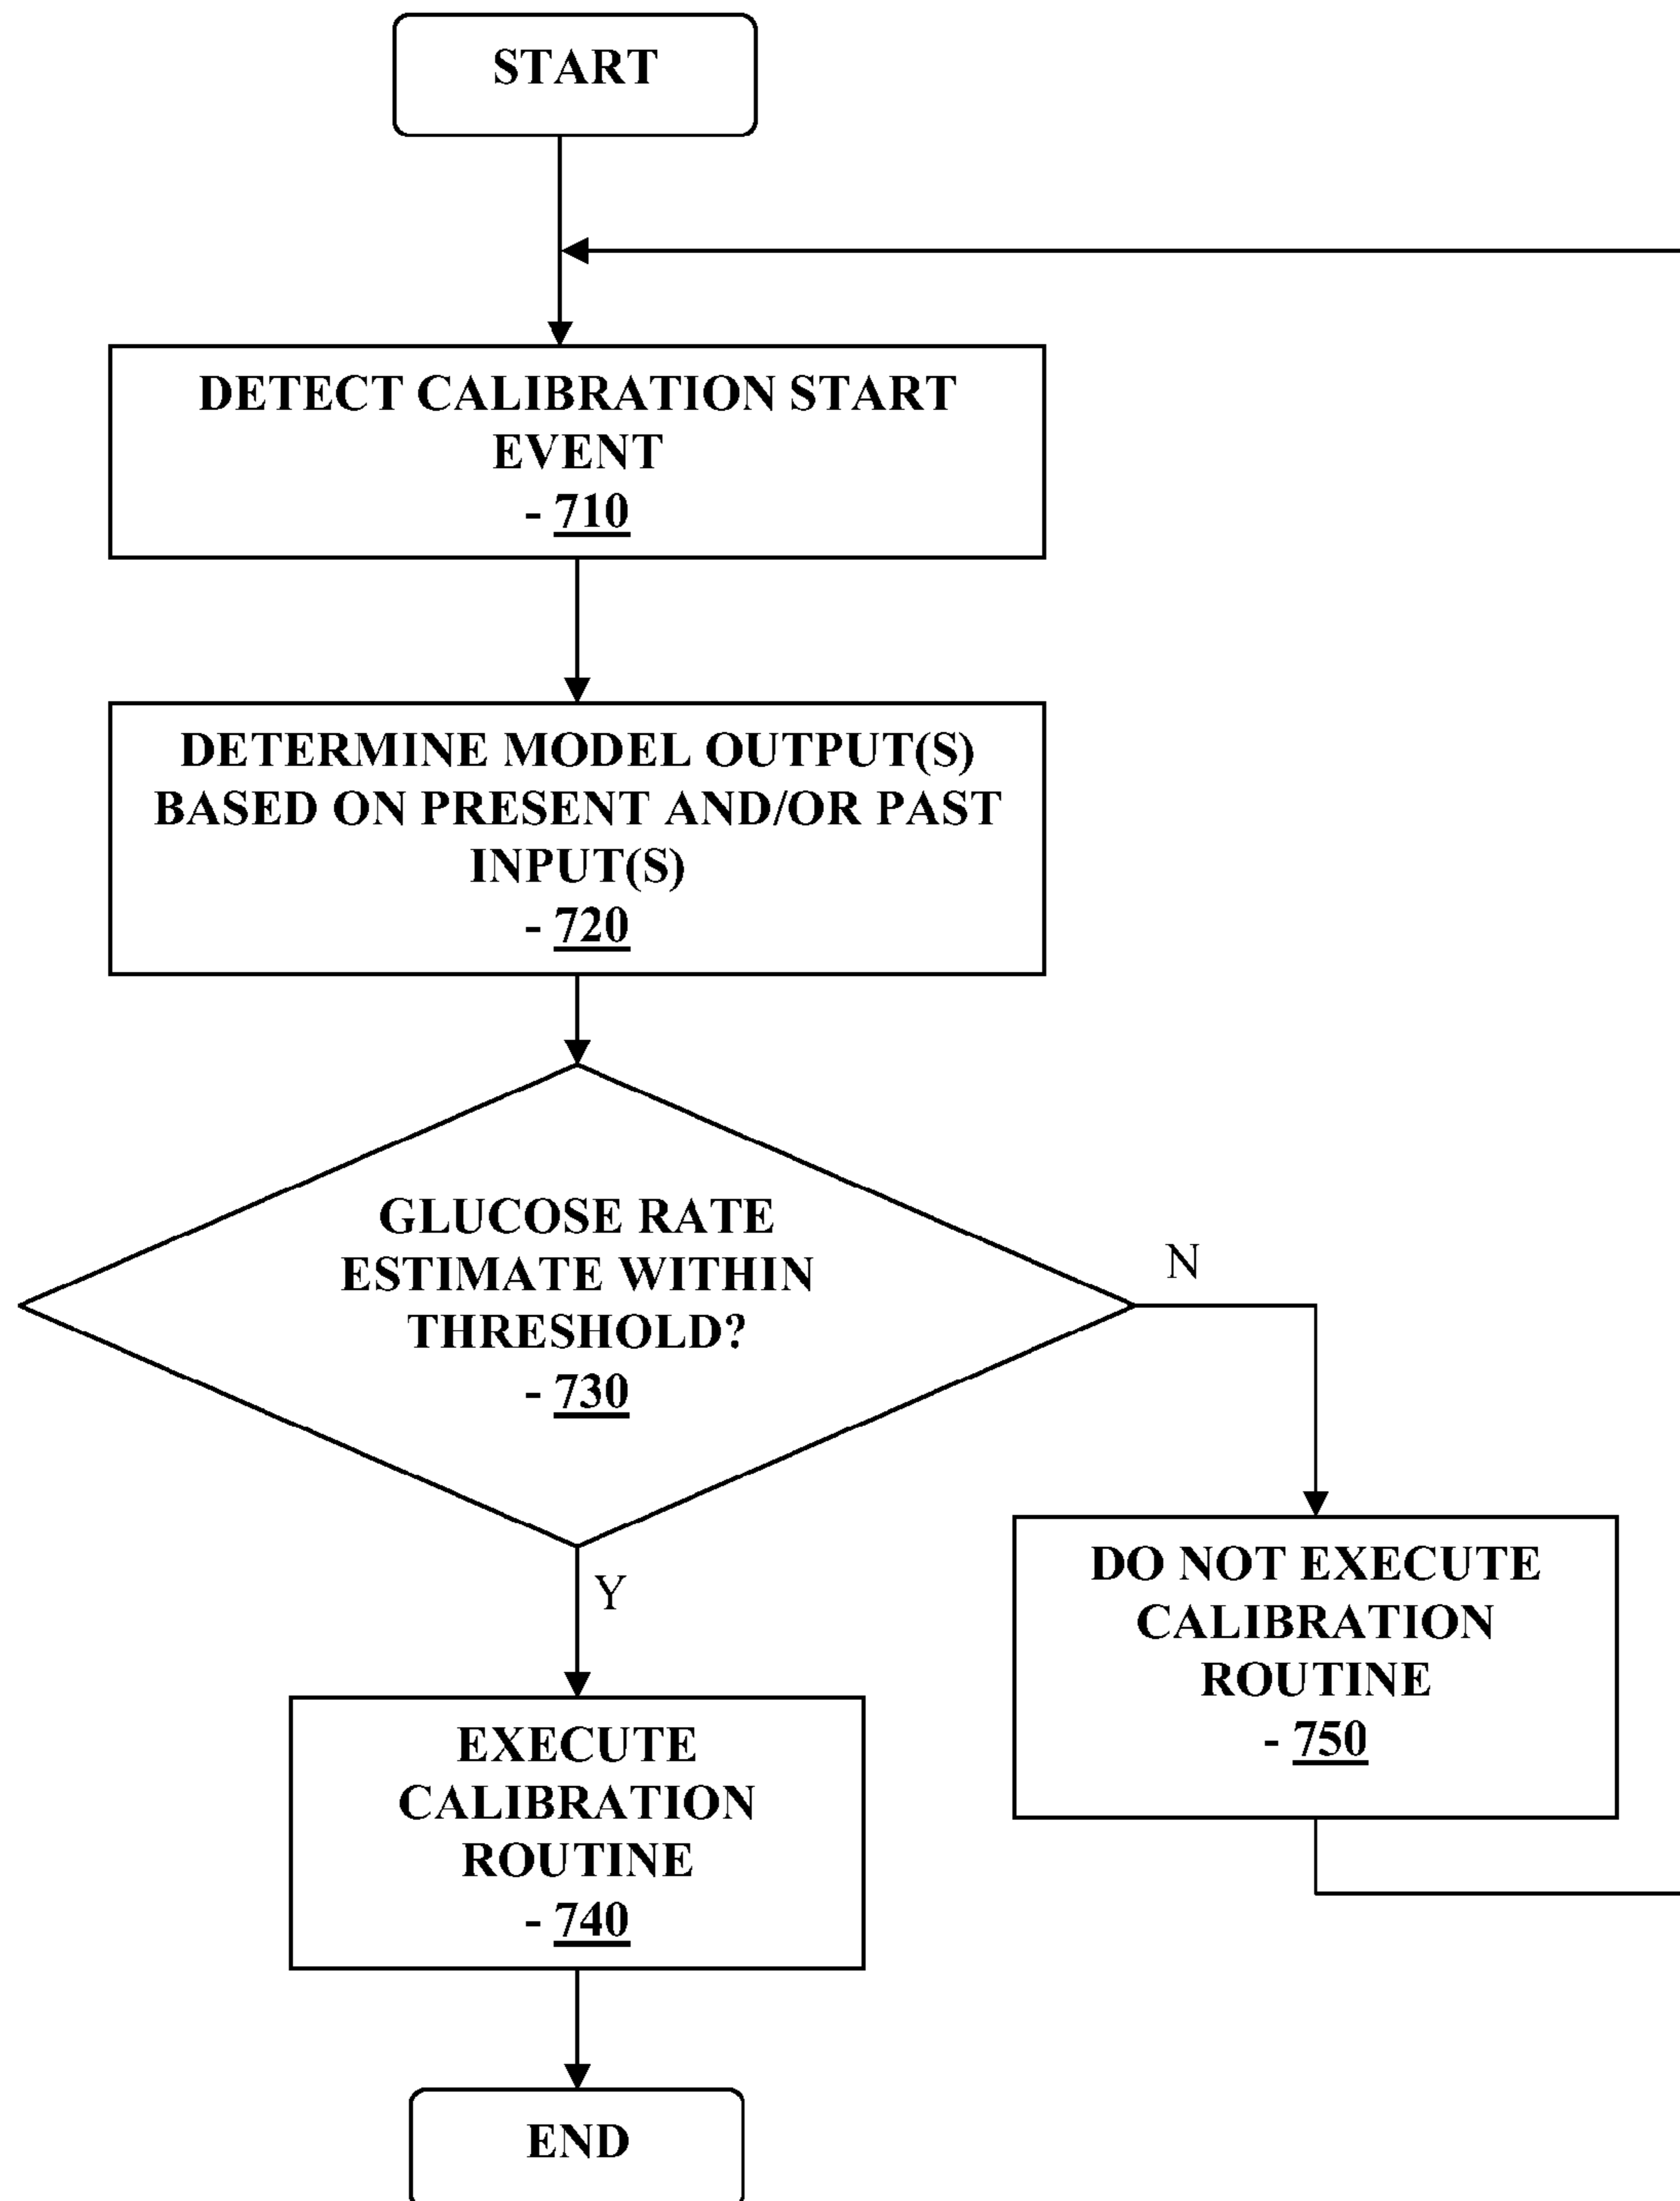 START
DETECT CALIBRATION START
EVENT
- 710
DETERMINE MODEL OUTPUT(S)
BASED ON PRESENT AND/OR PAST
INPUT(S)
- 720
GLUCOSE RATE
ESTIMATE WITHIN
THRESHOLD?
- 730
N
Y
DO NOT EXECUTE
CALIBRATION
ROUTINE
- 750
EXECUTE
CALIBRATION
ROUTINE
- 740
END